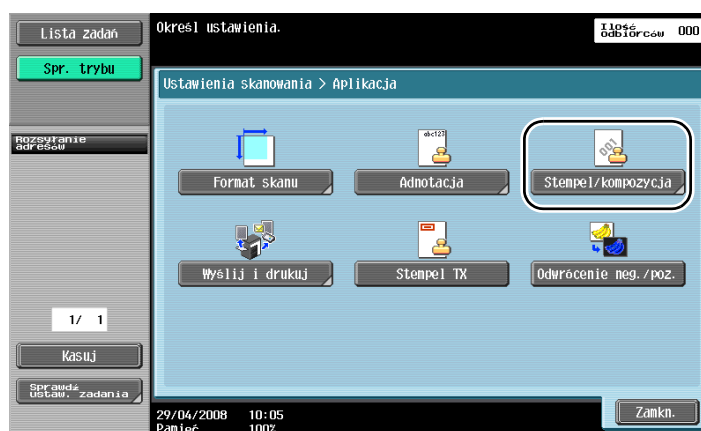 Lista zadań
Określ ustawienia.
Ilość
odbiorców 000
Spr. trybu
Ustawienia skanowania > Aplikacja
Rozsyłanie
adresów
abc123
001
Format skanu
Adnotacja
Stempel/kompozycja
Wyślij i drukuj
Stempel TX
Odwrócenie neg./poz.
1/ 1
Kasuj
Sprawdź
ustaw. zadania
Zamkn.
29/04/2008 10:05
Pamięć 100%